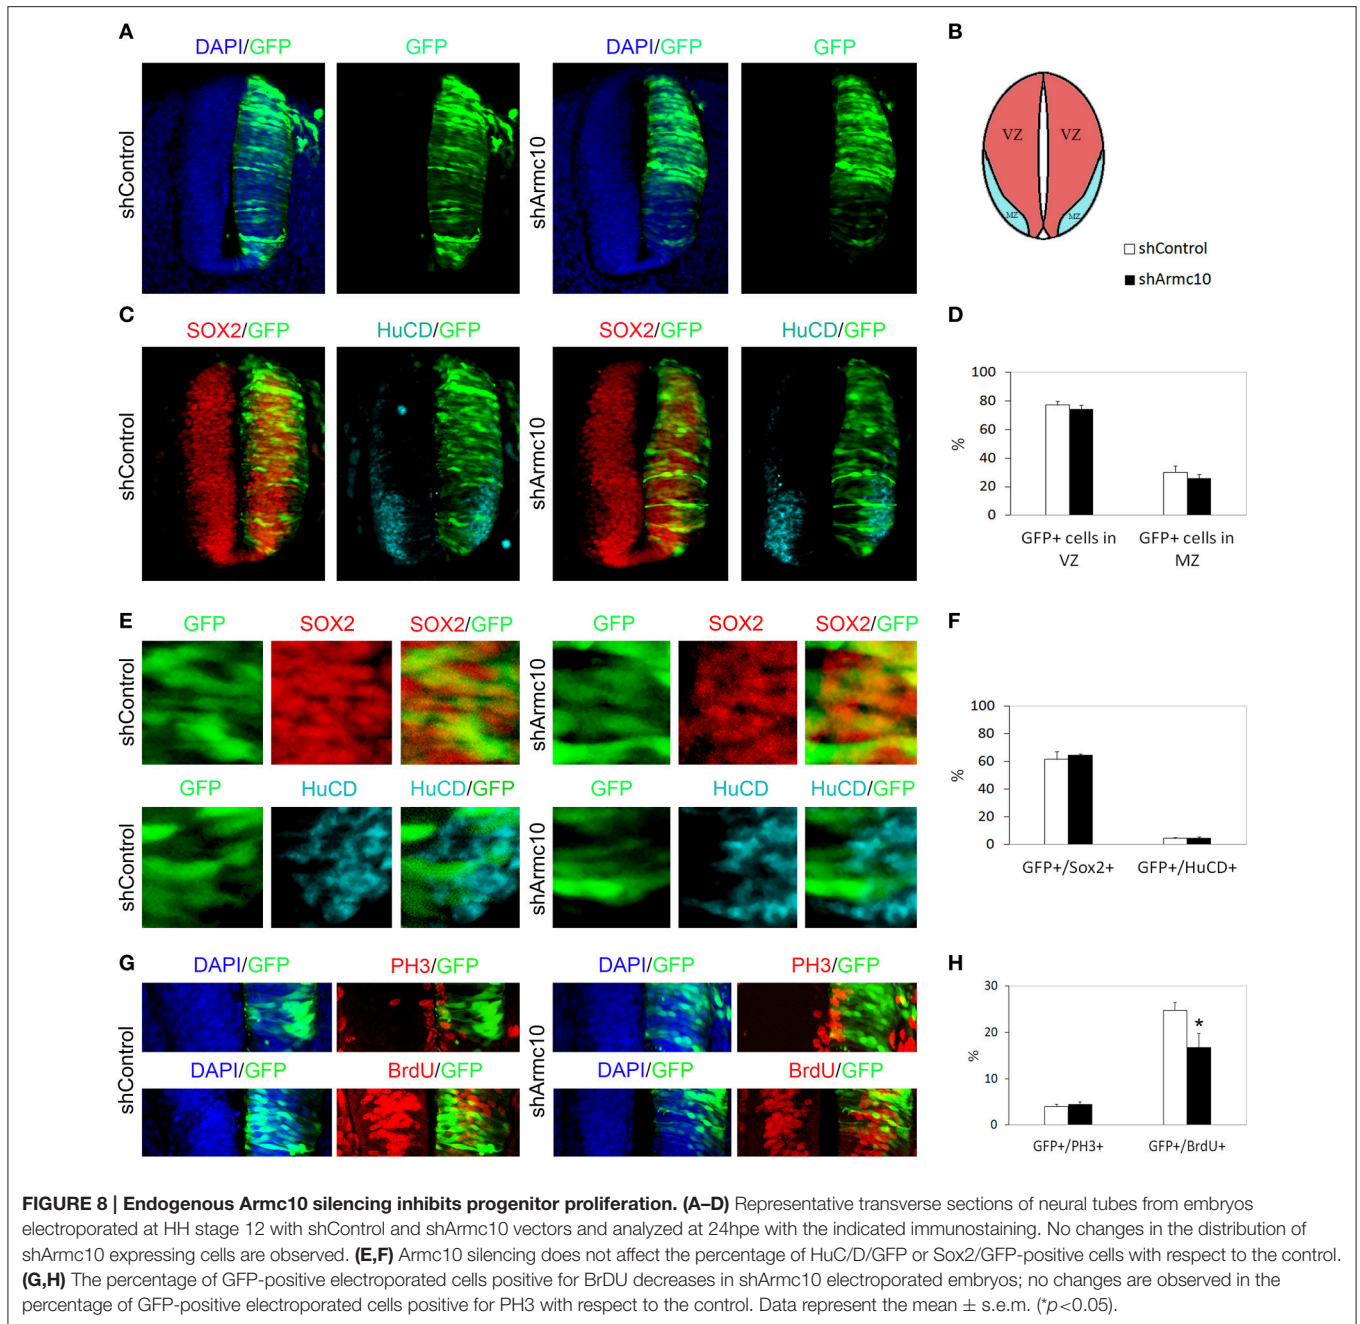 A
DAPI/GFP GFP DAPI/GFP GFP
shControl
shArmc10
B
VZ VZ
MZ MZ
shControl
shArmc10
C
SOX2/GFP HuCD/GFP SOX2/GFP HuCD/GFP
shControl
shArmc10
D
100
80
60
40
20
0
%
GFP+ cells in VZ
GFP+ cells in MZ
E
GFP SOX2 SOX2/GFP GFP SOX2 SOX2/GFP
shControl
shArmc10
GFP HuCD HuCD/GFP GFP HuCD HuCD/GFP
shControl
shArmc10
F
100
80
60
40
20
0
%
GFP+/Sox2+ GFP+/HuCD+
G
DAPI/GFP PH3/GFP DAPI/GFP PH3/GFP
shControl
shArmc10
DAPI/GFP BrdU/GFP DAPI/GFP BrdU/GFP
H
30
20
10
0
%
*
GFP+/PH3+ GFP+/BrdU+
FIGURE 8 | Endogenous Armc10 silencing inhibits progenitor proliferation. (A–D) Representative transverse sections of neural tubes from embryos
electroporated at HH stage 12 with shControl and shArmc10 vectors and analyzed at 24hpe with the indicated immunostaining. No changes in the distribution of
shArmc10 expressing cells are observed. (E,F) Armc10 silencing does not affect the percentage of HuC/D/GFP or Sox2/GFP-positive cells with respect to the control.
(G,H) The percentage of GFP-positive electroporated cells positive for BrDU decreases in shArmc10 electroporated embryos; no changes are observed in the
percentage of GFP-positive electroporated cells positive for PH3 with respect to the control. Data represent the mean ± s.e.m. (*p<0.05).